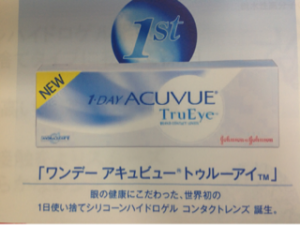 1st
NEW
1-DAY ACUVUE®
TruEye™
Johnson & Johnson
「ワンデー アキュビュー®トゥルーアイ™」
眼の健康にこだわった、世界初の
1日使い捨てシリコーンハイドロゲル コンタクトレンズ 誕生。